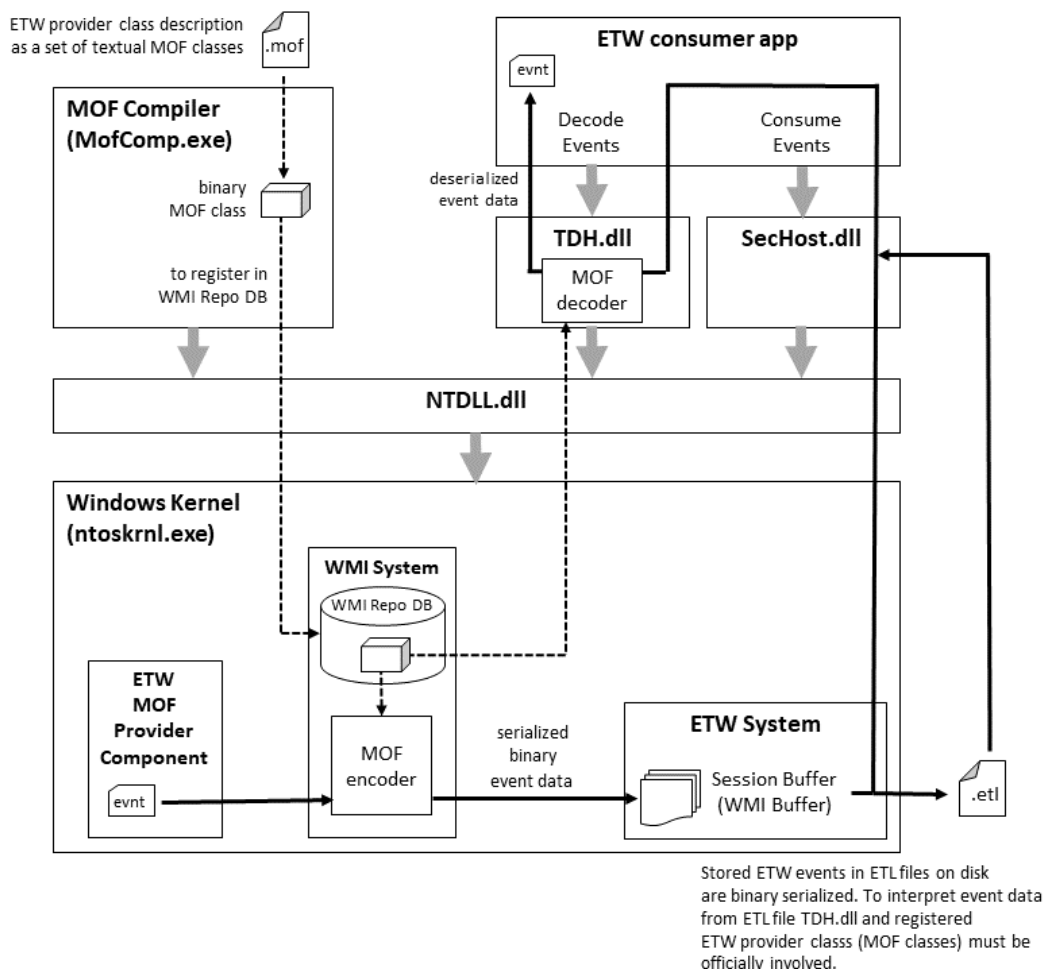 ETW provider class description
as a set of textual MOF classes
.mof
MOF Compiler
(MofComp.exe)
binary
MOF class
to register in
WMI Repo DB
ETW consumer app
evnt
Decode
Events
Consume
Events
deserialized
event data
TDH.dll
MOF
decoder
SecHost.dll
NTDLL.dll
Windows Kernel
(ntoskrnl.exe)
WMI System
WMI Repo DB
ETW
MOF
Provider
Component
evnt
MOF
encoder
serialized
binary
event data
ETW System
Session Buffer
(WMI Buffer)
.etl
Stored ETW events in ETL files on disk
are binary serialized. To interpret event data
from ETL file TDH.dll and registered
ETW provider classs (MOF classes) must be
officially involved.